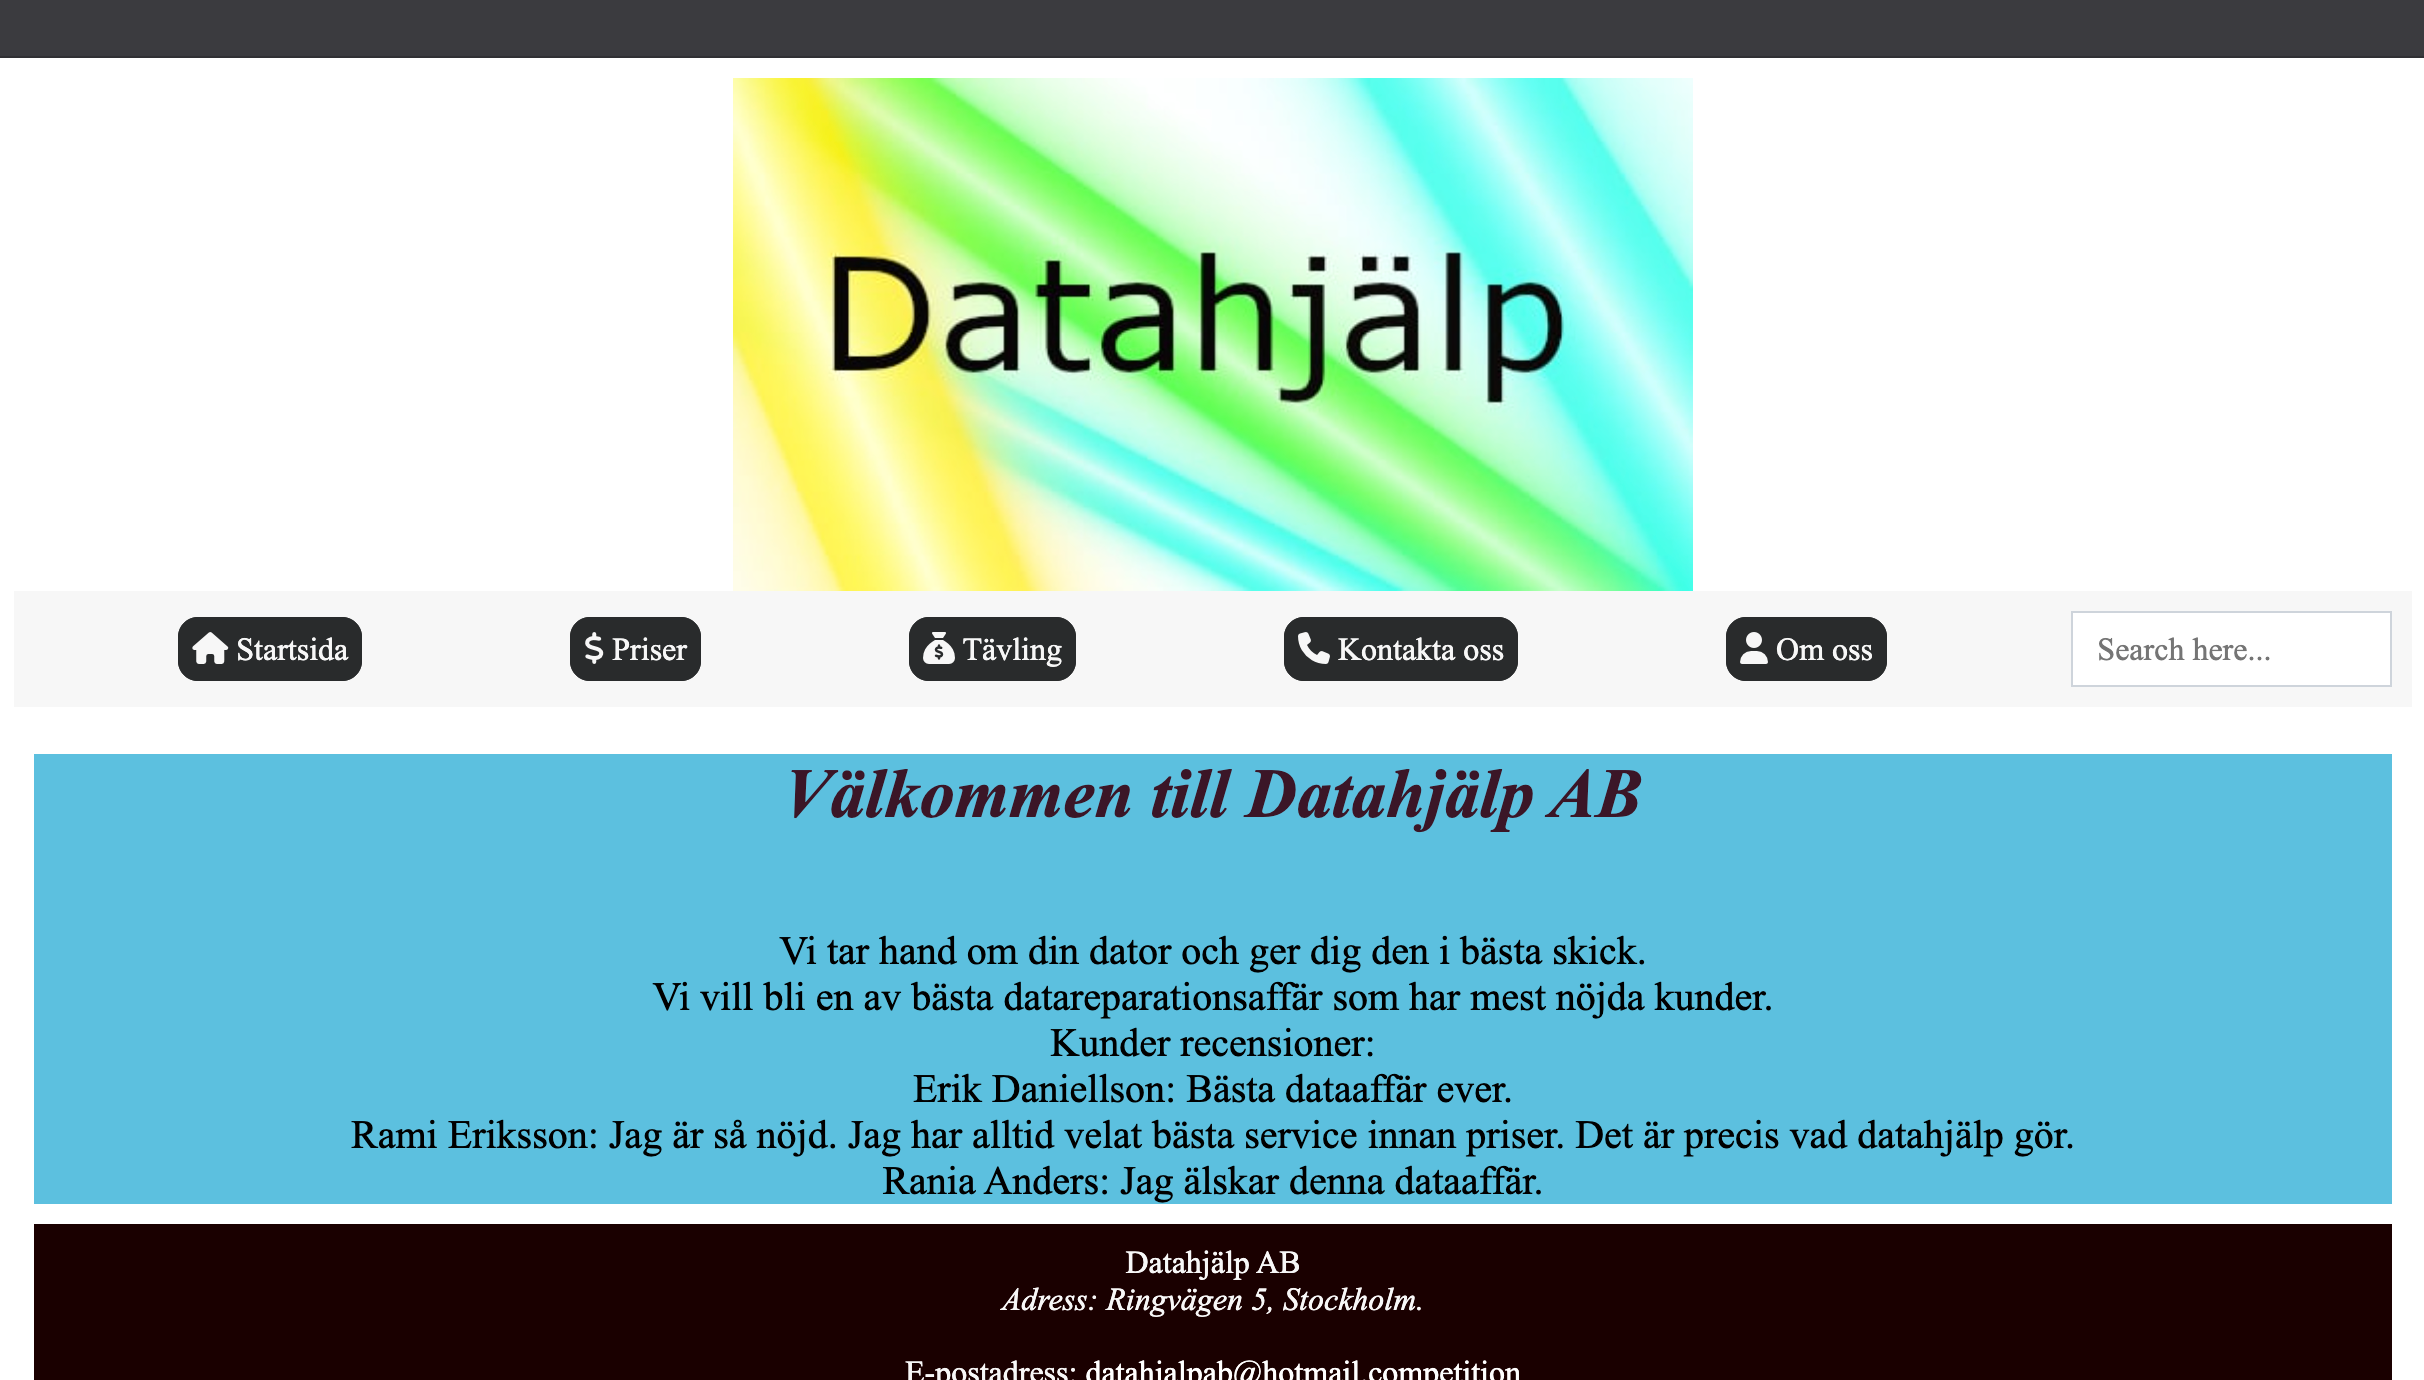 Datahjälp
Startsida
Priser
Tävling
Kontakta oss
Om oss
Search here...
Välkommen till Datahjälp AB
Vi tar hand om din dator och ger dig den i bästa skick.
Vi vill bli en av bästa datareparationsaffär som har mest nöjda kunder.
Kunder recensioner:
Erik Daniellson: Bästa dataaffär ever.
Rami Eriksson: Jag är så nöjd. Jag har alltid velat bästa service innan priser. Det är precis vad datahjälp gör.
Rania Anders: Jag älskar denna dataaffär.
Datahjälp AB
Adress: Ringvägen 5, Stockholm.
E-postadress: datahjalpab@hotmail.competition